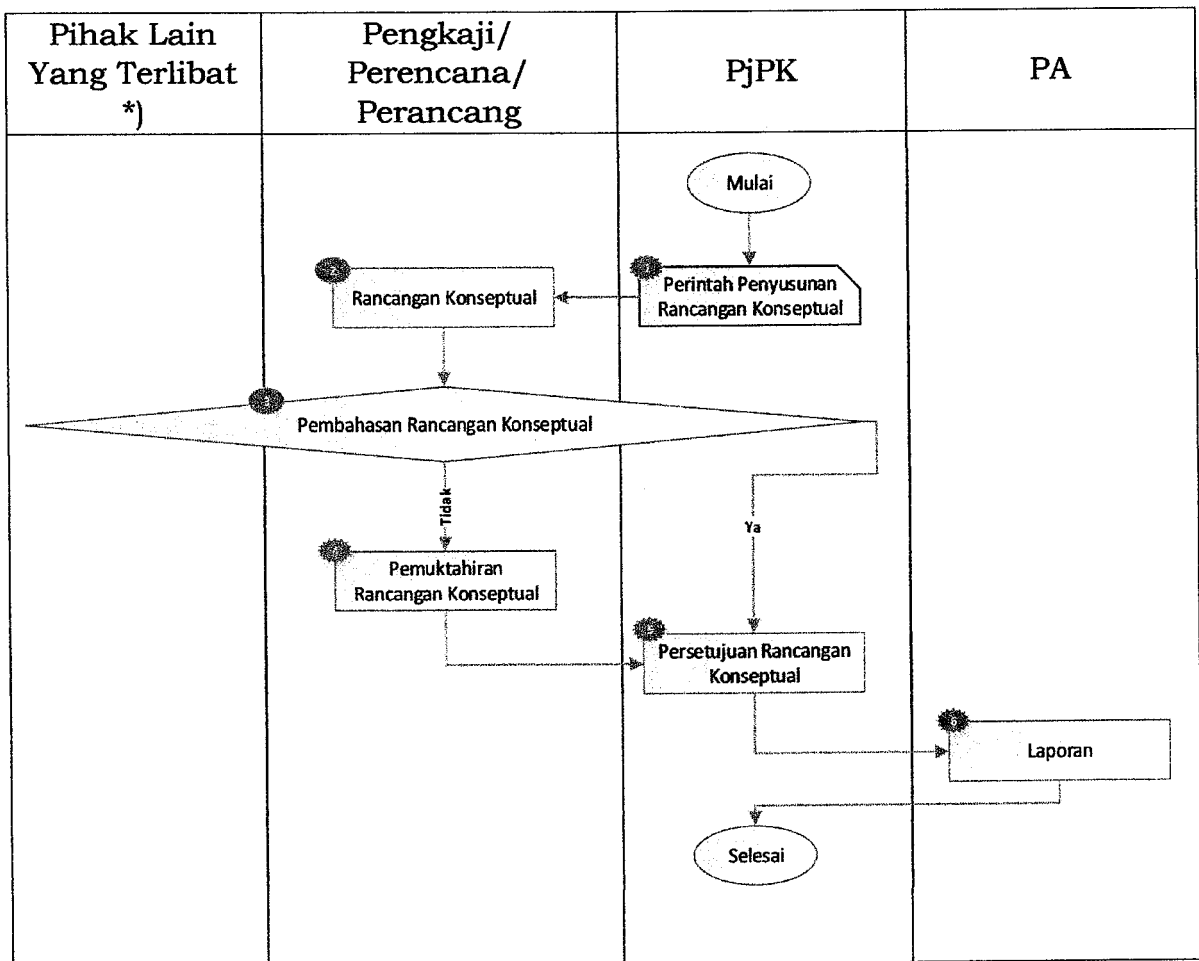 Pihak Lain
Yang Terlibat
*)
Pengkaji/
Perencana/
Perancang
PjPK
PA
Mulai
Perintah Penyusunan
Rancangan Konseptual
Rancangan Konseptual
Pembahasan Rancangan Konseptual
Tidak
Ya
Pemuktahiran
Rancangan Konseptual
Persetujuan Rancangan
Konseptual
6
Laporan
Selesai